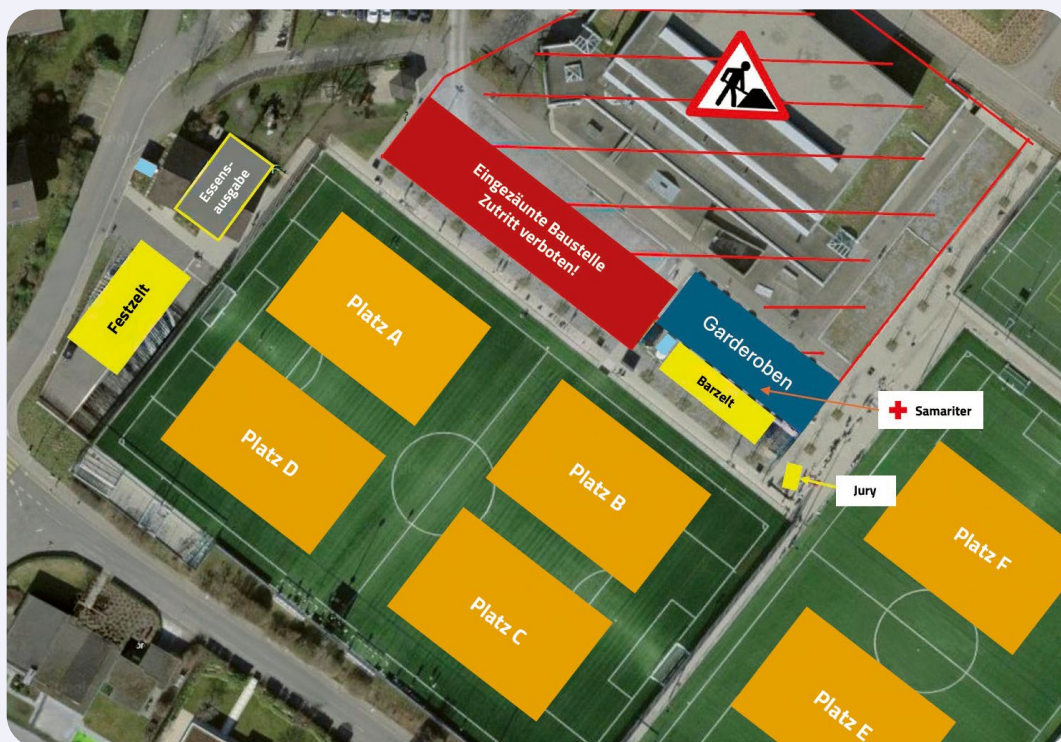 Essens-
ausgabe
Eingezäunte Baustelle
Zutritt verboten!
Festzelt
Platz A
Garderoben
Barzelt
Samariter
Platz D
Platz B
Jury
Platz F
Platz C
Platz E